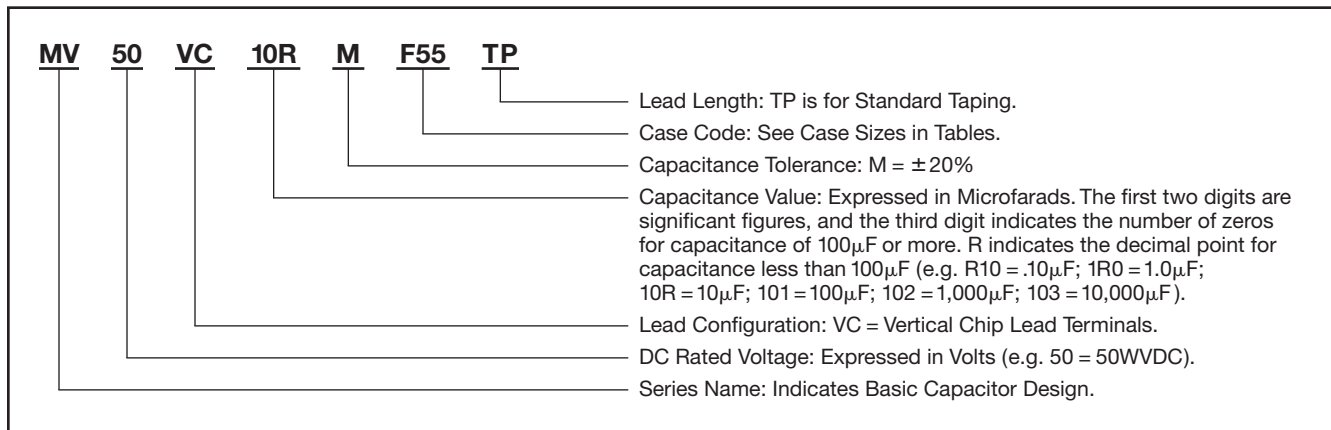 MV 50 VC 10R M F55 TP
Lead Length: TP is for Standard Taping.
Case Code: See Case Sizes in Tables.
Capacitance Tolerance: M = ±20%
Capacitance Value: Expressed in Microfarads. The first two digits are
significant figures, and the third digit indicates the number of zeros
for capacitance of 100µF or more. R indicates the decimal point for
capacitance less than 100µF (e.g. R10 = .10µF; 1R0 = 1.0µF;
10R = 10µF; 101 = 100µF; 102 = 1,000µF; 103 = 10,000µF).
Lead Configuration: VC = Vertical Chip Lead Terminals.
DC Rated Voltage: Expressed in Volts (e.g. 50 = 50WVDC).
Series Name: Indicates Basic Capacitor Design.